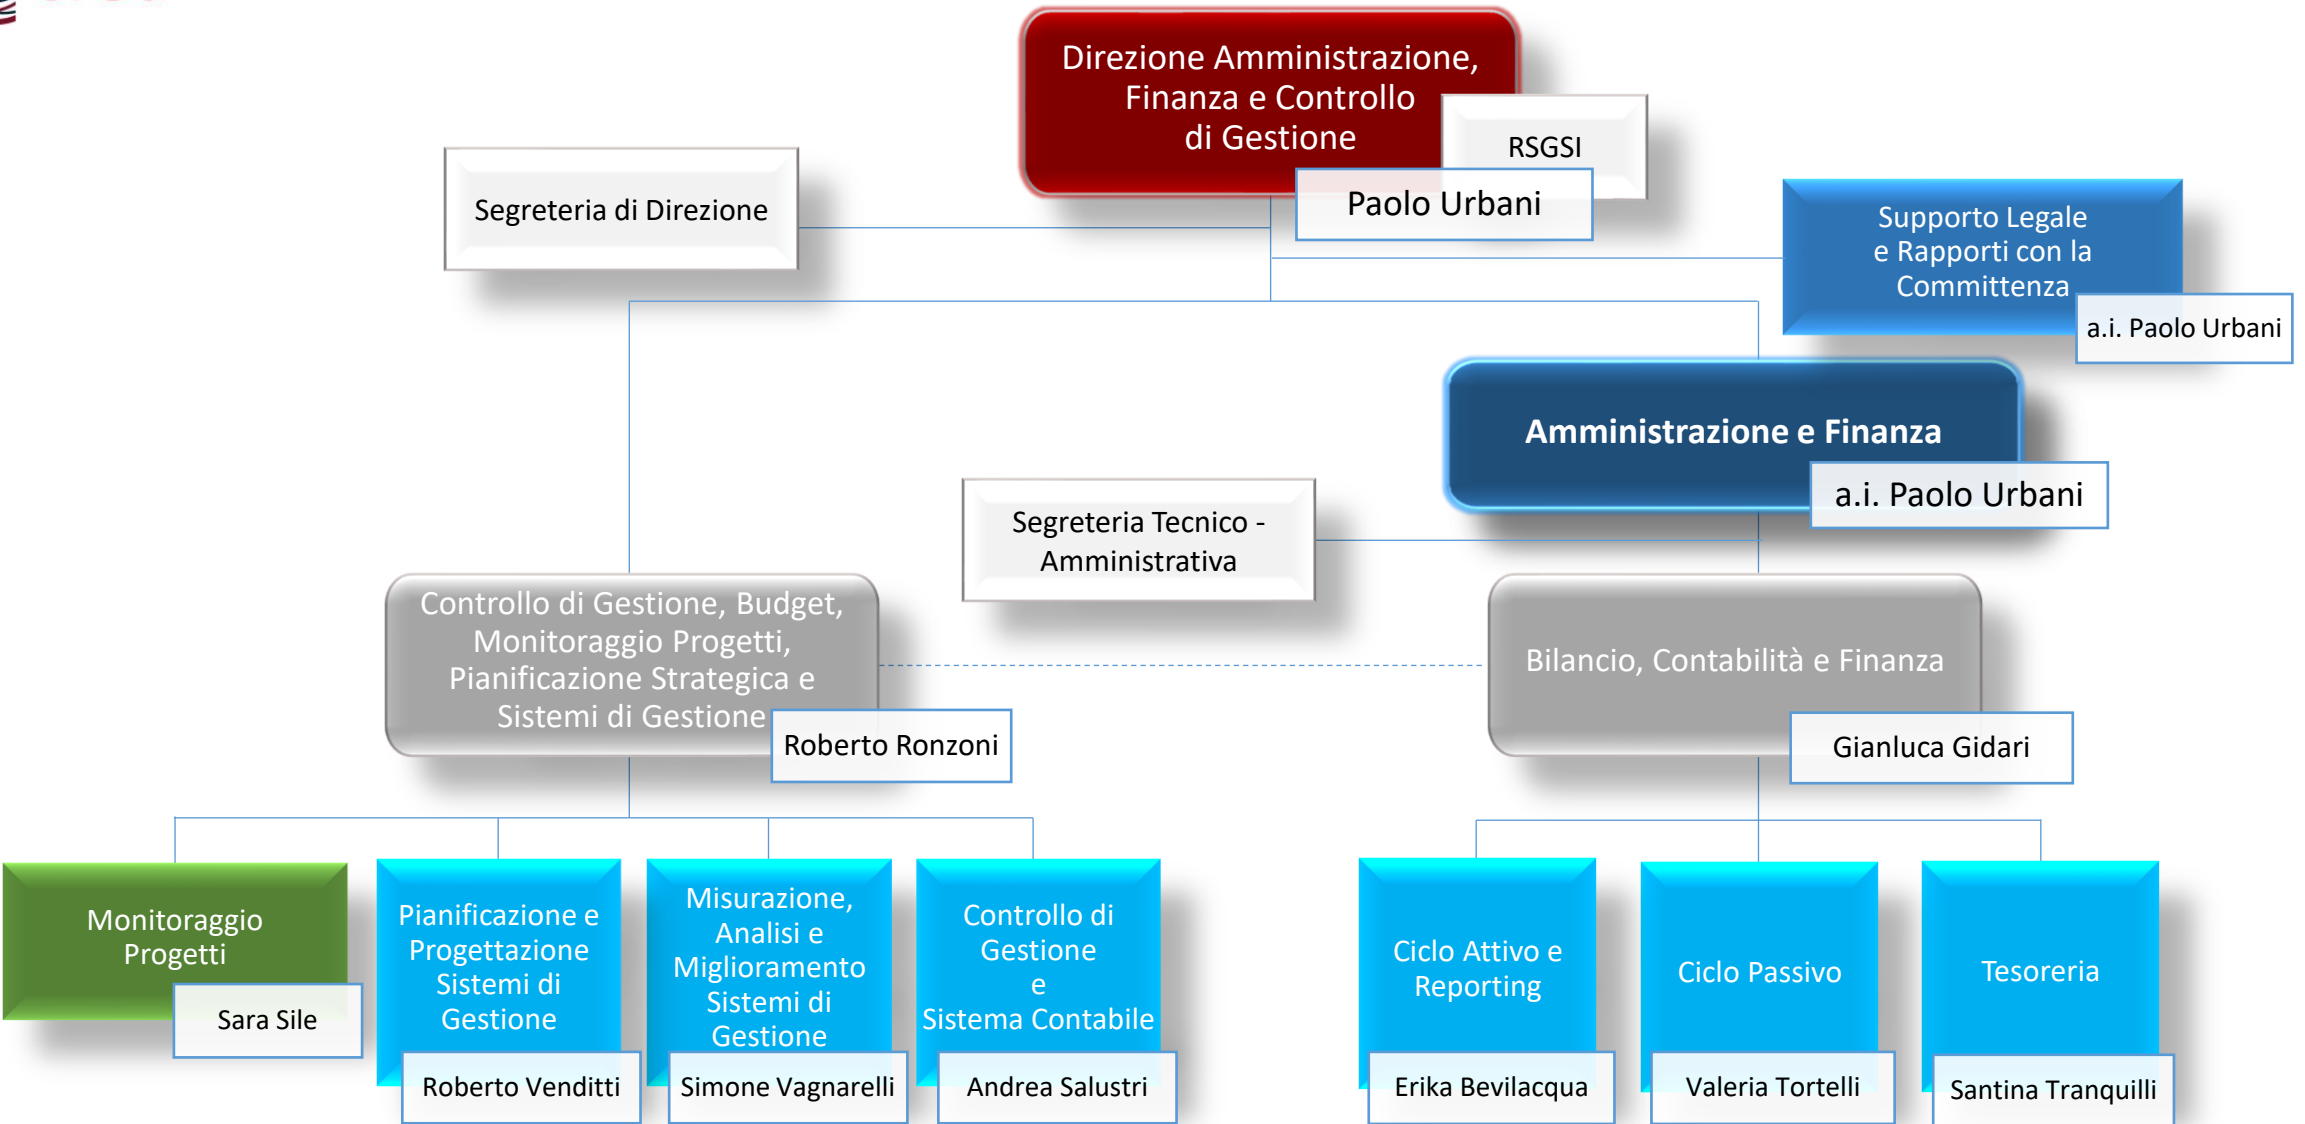 Direzione Amministrazione,
Finanza e Controllo
di Gestione
RSGSI
Paolo Urbani
Segreteria di Direzione
Supporto Legale
e Rapporti con la
Committenza
a.i. Paolo Urbani
Amministrazione e Finanza
a.i. Paolo Urbani
Segreteria Tecnico -
Amministrativa
Controllo di Gestione, Budget,
Monitoraggio Progetti,
Pianificazione Strategica e
Sistemi di Gestione
Roberto Ronzoni
Bilancio, Contabilità e Finanza
Gianluca Gidari
Monitoraggio
Progetti
Sara Sile
Pianificazione e
Progettazione
Sistemi di
Gestione
Roberto Venditti
Misurazione,
Analisi e
Miglioramento
Sistemi di
Gestione
Simone Vagnarelli
Controllo di
Gestione
e
Sistema Contabile
Andrea Salustri
Ciclo Attivo e
Reporting
Erika Bevilacqua
Ciclo Passivo
Valeria Tortelli
Tesoreria
Santina Tranquilli